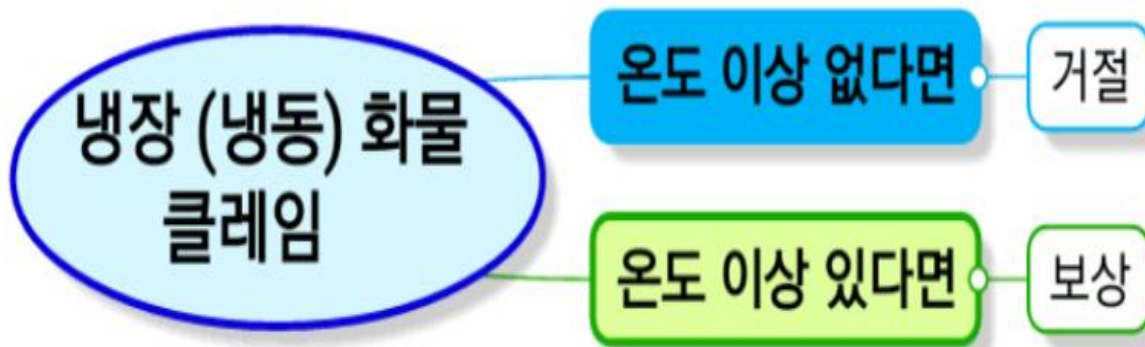 냉장 (냉동) 화물
클레임
온도 이상 없다면
거절
온도 이상 있다면
보상